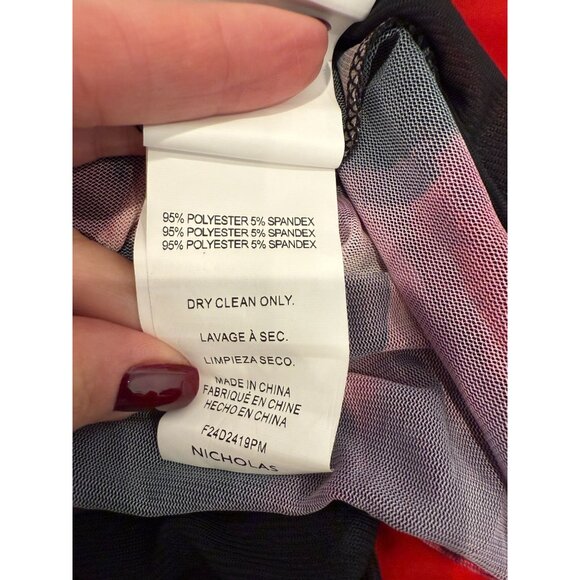 95% POLYESTER 5% SPANDEX
95% POLYESTER 5% SPANDEX
95% POLYESTER 5% SPANDEX
DRY CLEAN ONLY.
LAVAGE À SEC.
LIMPIEZA SECO.
MADE IN CHINA
FABRIQUÉ EN CHINE
HECHO EN CHINA
F24D2419PM
NICHOLAS